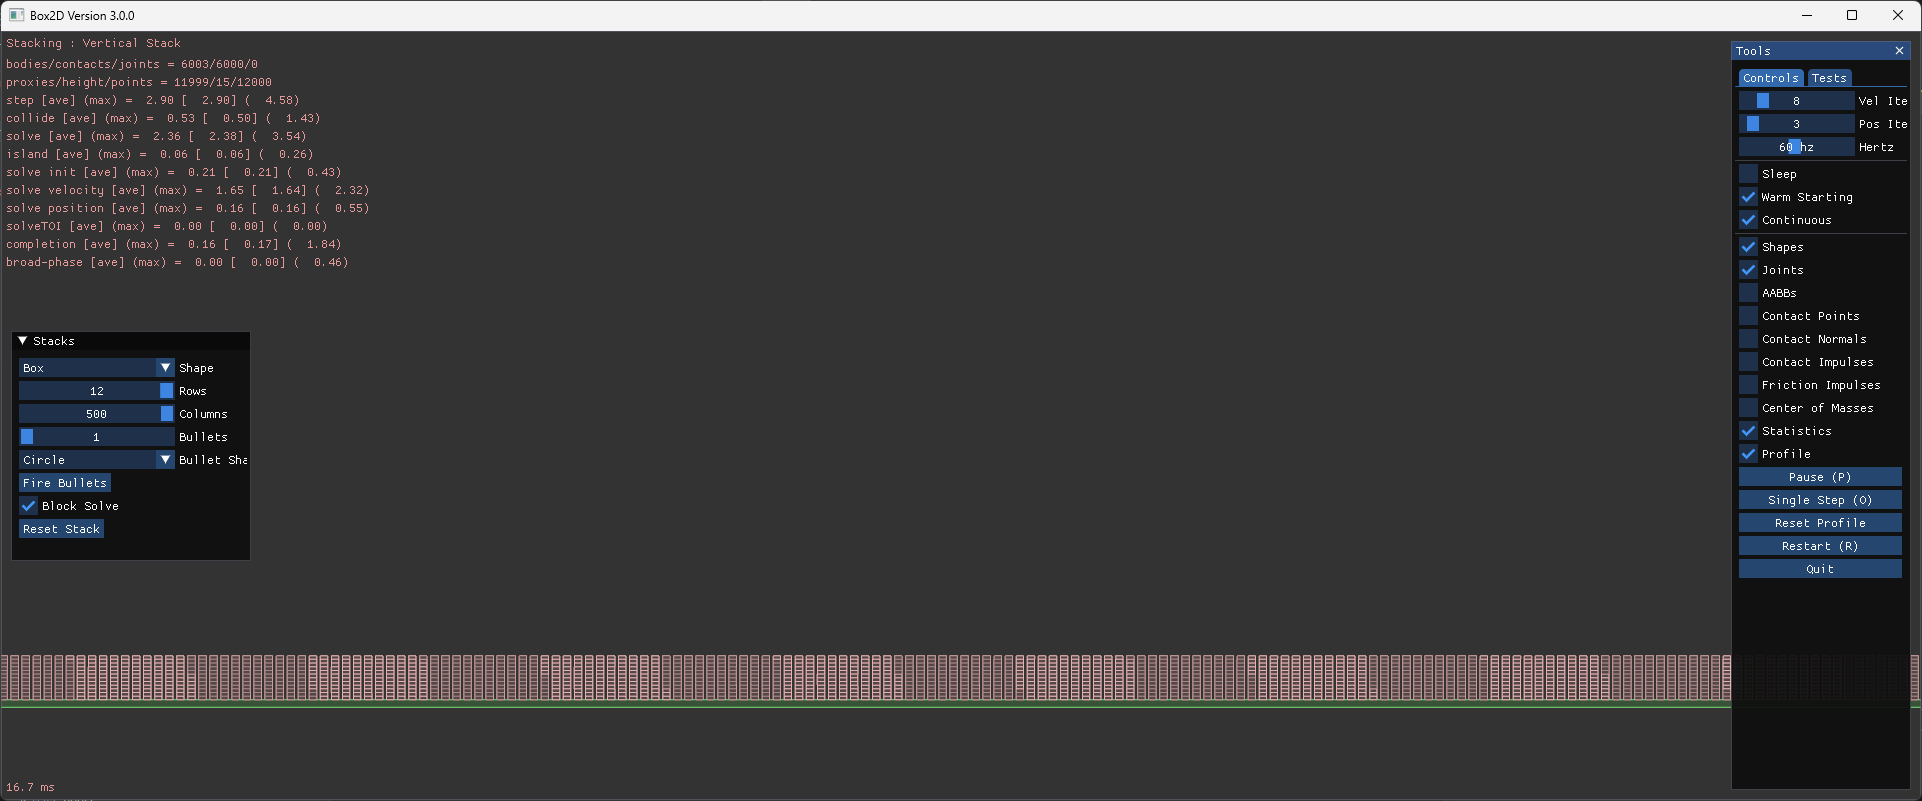 Box2D Version 3.0.0
Stacking : Vertical Stack
bodies/contacts/joints = 6003/6000/0
proxies/height/points = 11999/15/12000
step [ave] (max) =  2.90 [  2.90] (  4.58)
collide [ave] (max) =  0.53 [  0.50] (  1.43)
solve [ave] (max) =  2.36 [  2.38] (  3.54)
island [ave] (max) =  0.06 [  0.06] (  0.26)
solve init [ave] (max) =  0.21 [  0.21] (  0.43)
solve velocity [ave] (max) =  1.65 [  1.64] (  2.32)
solve position [ave] (max) =  0.16 [  0.16] (  0.55)
solveTOI [ave] (max) =  0.00 [  0.00] (  0.00)
completion [ave] (max) =  0.16 [  0.17] (  1.84)
broad-phase [ave] (max) =  0.00 [  0.00] (  0.46)
Stacks
Box Shape
12 Rows
500 Columns
1 Bullets
Circle Bullet Sha
Fire Bullets
Block Solve
Reset Stack
16.7 ms
Tools
Controls Tests
8 Vel Ite
3 Pos Ite
60 hz Hertz
Sleep
Warm Starting
Continuous
Shapes
Joints
AABBs
Contact Points
Contact Normals
Contact Impulses
Friction Impulses
Center of Masses
Statistics
Profile
Pause (P)
Single Step (O)
Reset Profile
Restart (R)
Quit